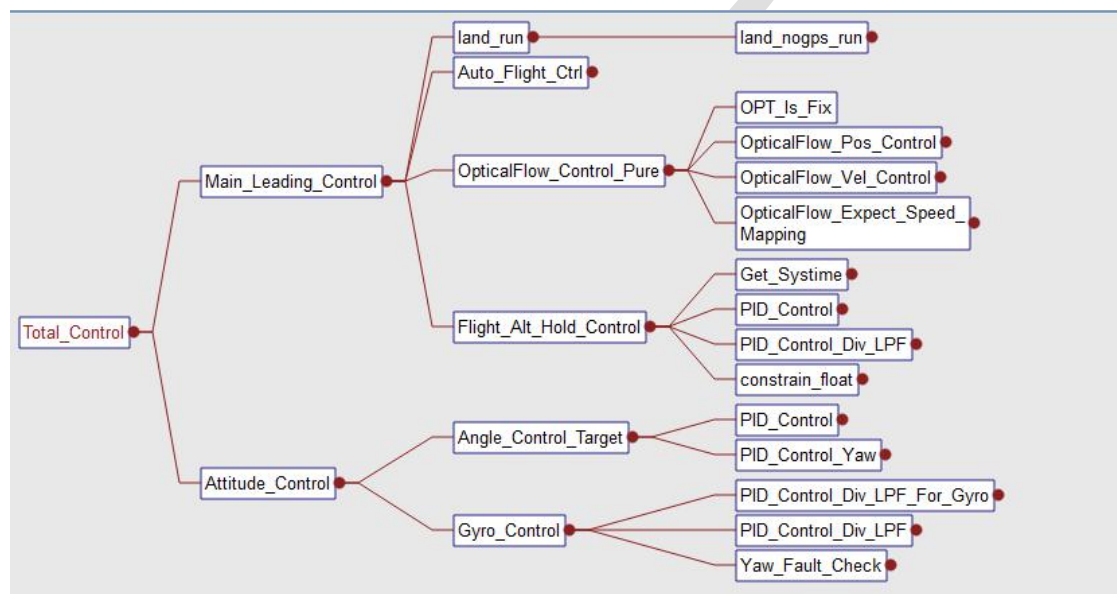 land_run
land_nogps_run
Auto_Flight_Ctrl
OPT_Is_Fix
OpticalFlow_Pos_Control
Main_Leading_Control
OpticalFlow_Control_Pure
OpticalFlow_Vel_Control
OpticalFlow_Expect_Speed_
Mapping
Get_Systime
PID_Control
Total_Control
Flight_Alt_Hold_Control
PID_Control_Div_LPF
constrain_float
PID_Control
Angle_Control_Target
PID_Control_Yaw
Attitude_Control
PID_Control_Div_LPF_For_Gyro
Gyro_Control
PID_Control_Div_LPF
Yaw_Fault_Check